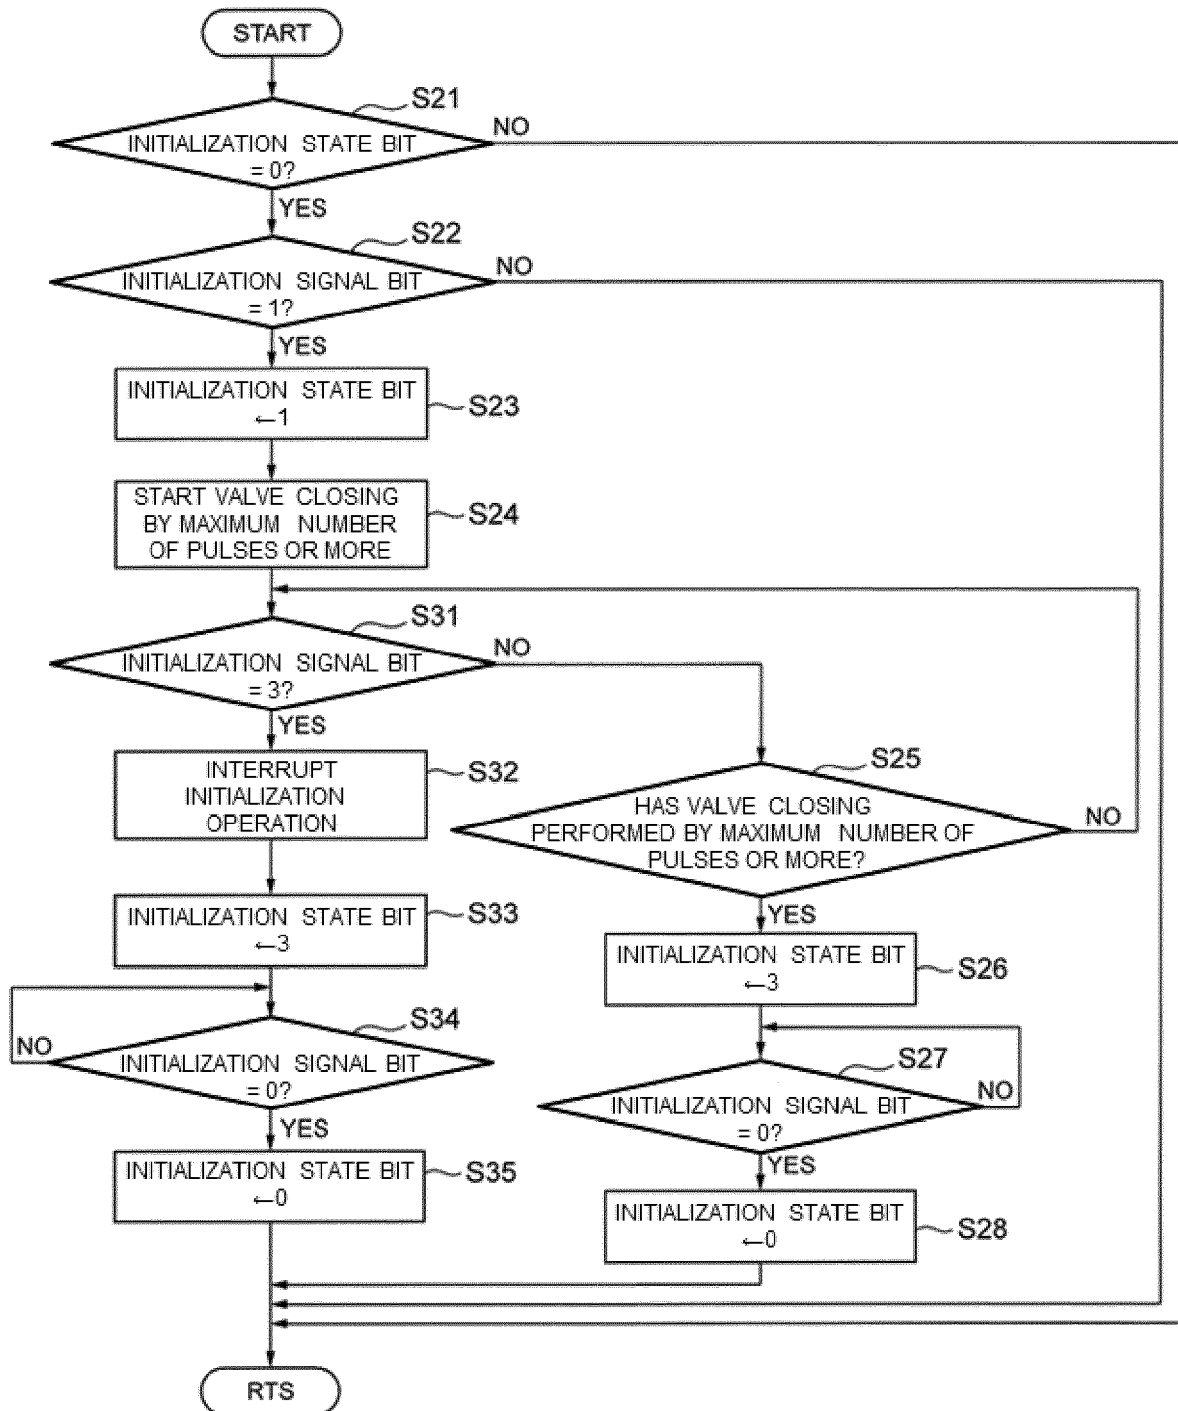 START
S21
INITIALIZATION STATE BIT
= 0?
NO
YES
S22
INITIALIZATION SIGNAL BIT
= 1?
NO
YES
INITIALIZATION STATE BIT
←1
S23
START VALVE CLOSING
BY MAXIMUM NUMBER
OF PULSES OR MORE
S24
S31
INITIALIZATION SIGNAL BIT
= 3?
NO
YES
INTERRUPT
INITIALIZATION
OPERATION
S32
S25
HAS VALVE CLOSING
PERFORMED BY MAXIMUM NUMBER OF
PULSES OR MORE?
NO
YES
INITIALIZATION STATE BIT
←3
S33
INITIALIZATION STATE BIT
←3
S26
S34
INITIALIZATION SIGNAL BIT
= 0?
NO
YES
S27
INITIALIZATION SIGNAL BIT
= 0?
NO
YES
INITIALIZATION STATE BIT
←0
S35
INITIALIZATION STATE BIT
←0
S28
RTS